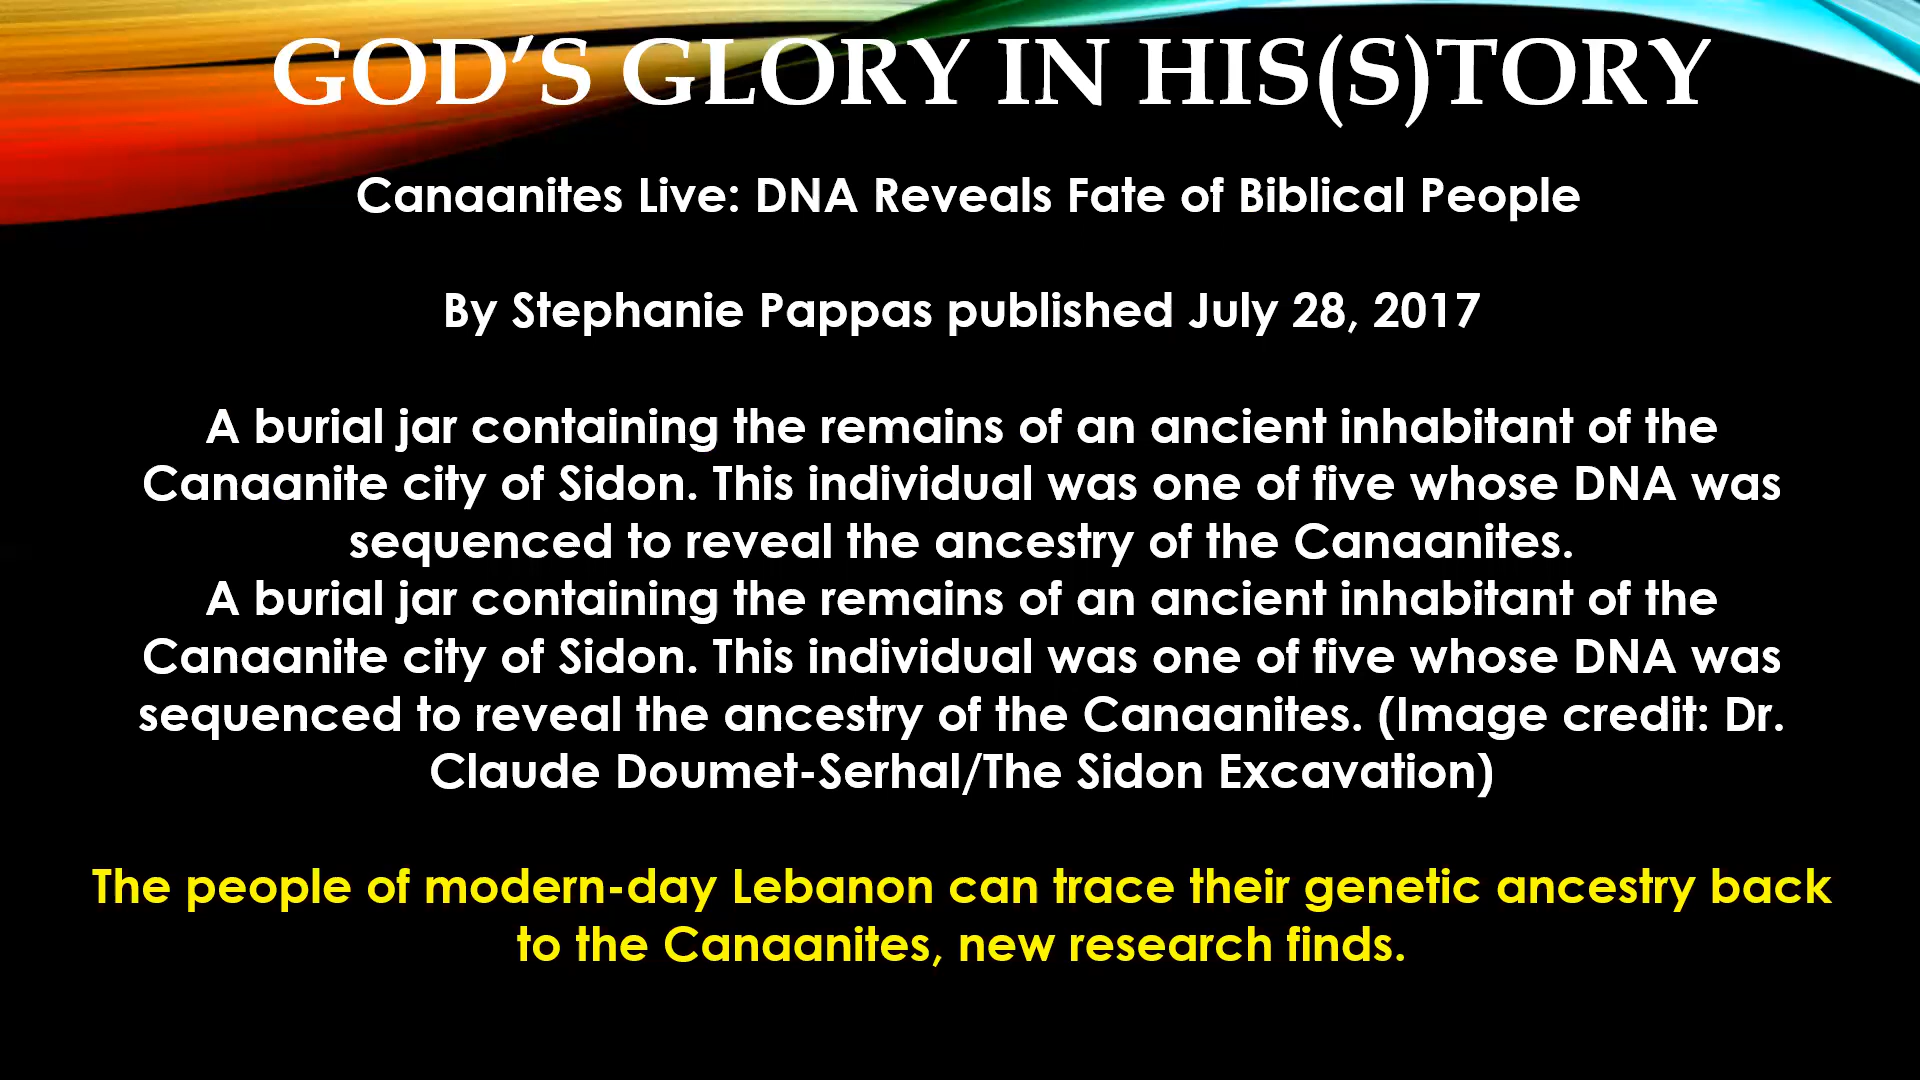 GOD’S GLORY IN HIS(S)TORY
Canaanites Live: DNA Reveals Fate of Biblical People
By Stephanie Pappas published July 28, 2017
A burial jar containing the remains of an ancient inhabitant of the
Canaanite city of Sidon. This individual was one of five whose DNA was
sequenced to reveal the ancestry of the Canaanites.
A burial jar containing the remains of an ancient inhabitant of the
Canaanite city of Sidon. This individual was one of five whose DNA was
sequenced to reveal the ancestry of the Canaanites. (Image credit: Dr.
Claude Doumet-Serhal/The Sidon Excavation)
The people of modern-day Lebanon can trace their genetic ancestry back
to the Canaanites, new research finds.